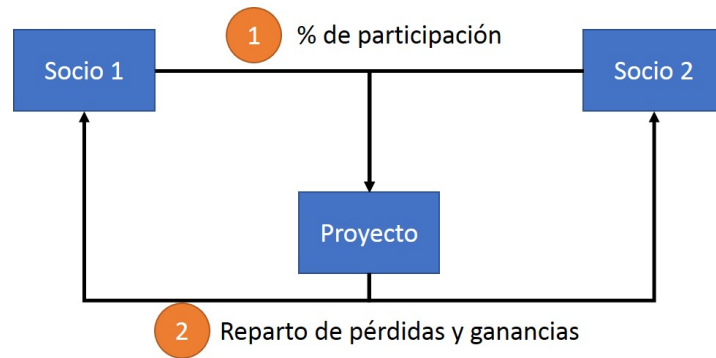 1 % de participación
Socio 1
Socio 2
Proyecto
2 Reparto de pérdidas y ganancias